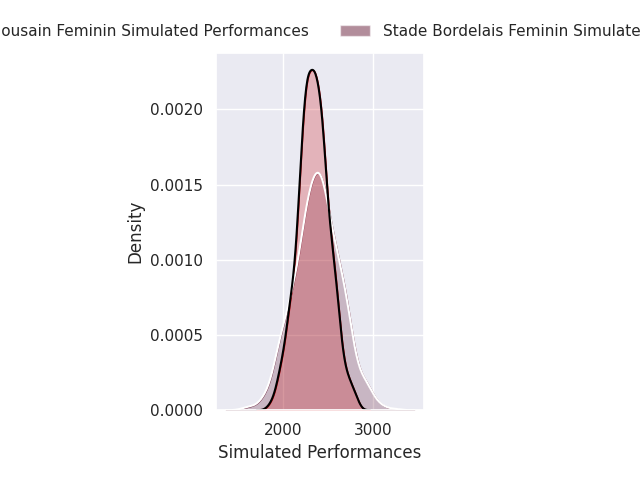 ousain Feminin Simulated Performances Stade Bordelais Feminin Simulate
0.0020
0.0015
0.0010
0.0005
0.0000
Density
2000 3000
Simulated Performances